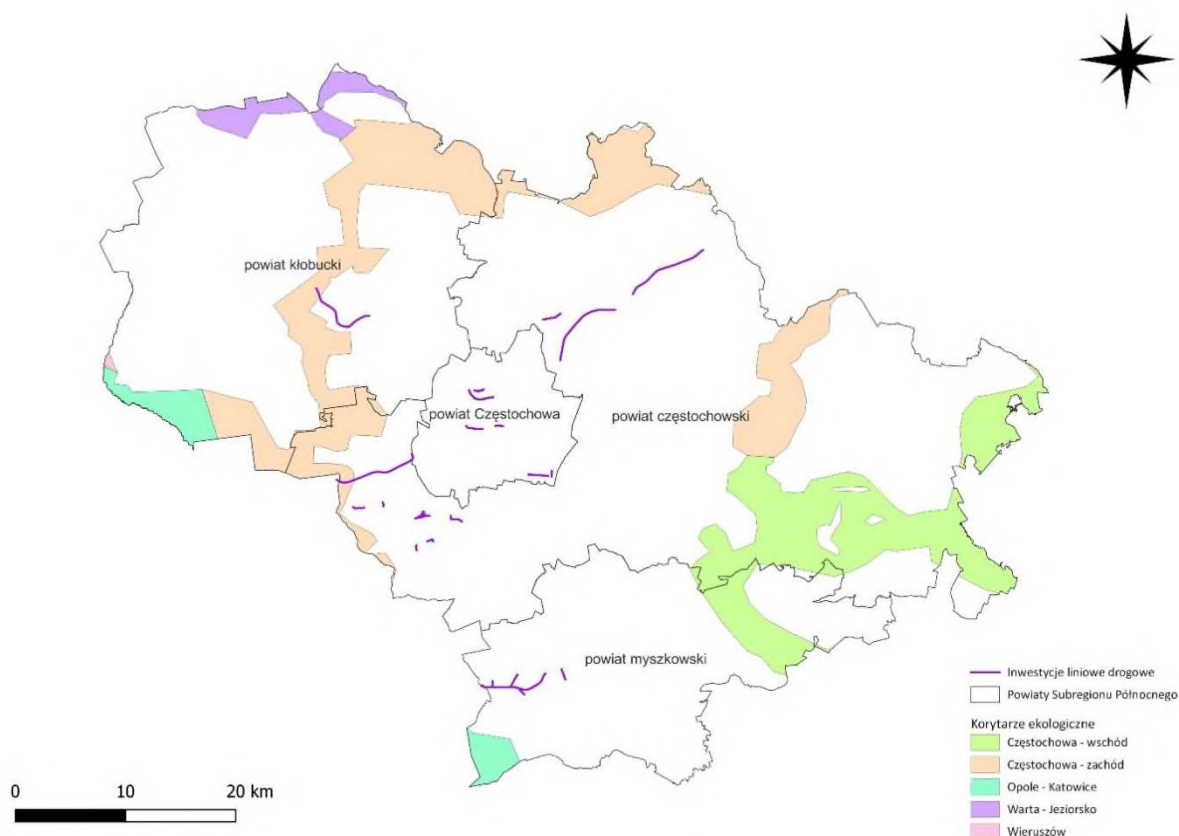 powiat kłobucki
powiat Częstochowa
powiat częstochowski
powiat myszkowski
Inwestycje liniowe drogowe
Powiaty Subregionu Północnego
Korytarze ekologiczne
Częstochowa - wschód
Częstochowa - zachód
Opole - Katowice
Warta - Jeziorsko
Wieruszów
0 10 20 km